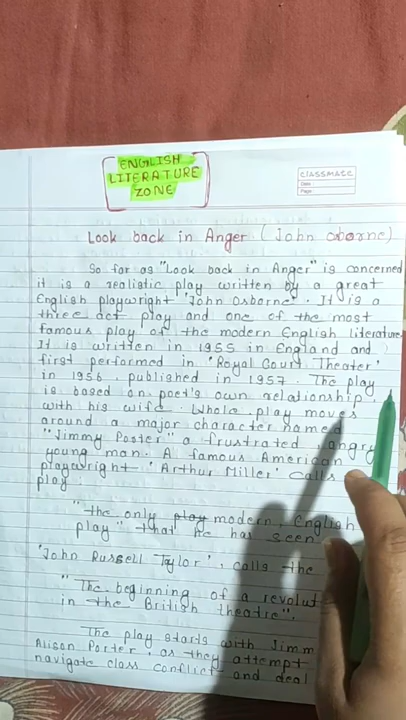 ENGLISH
LITERATURE
ZONE
CLASSMATE
Date :
Page :
Look back in Anger (John osborne)
So far as "Look back in Anger" is concerned
it is a realistic play written by a great
English playwright 'John Osborne'. It is a
three act play and one of the most
famous play of the modern English literature
It is written in 1955 in England and
first performed in 'Royal Court Theater'
in 1956, published in 1957. The play
is based on poet's own relationship
with his wife. Whole play moves
around a major character named
"Jimmy Poster" a frustrated, angry
young man. A famous American
playwright 'Arthur Miller' calls
play :
"The only play modern English
play" that he has seen
'John Russell Taylor', calls the
"The beginning of a
in the British theatre".
The play starts with
Alison Porter, as they attempt
navigate class conflict and deal